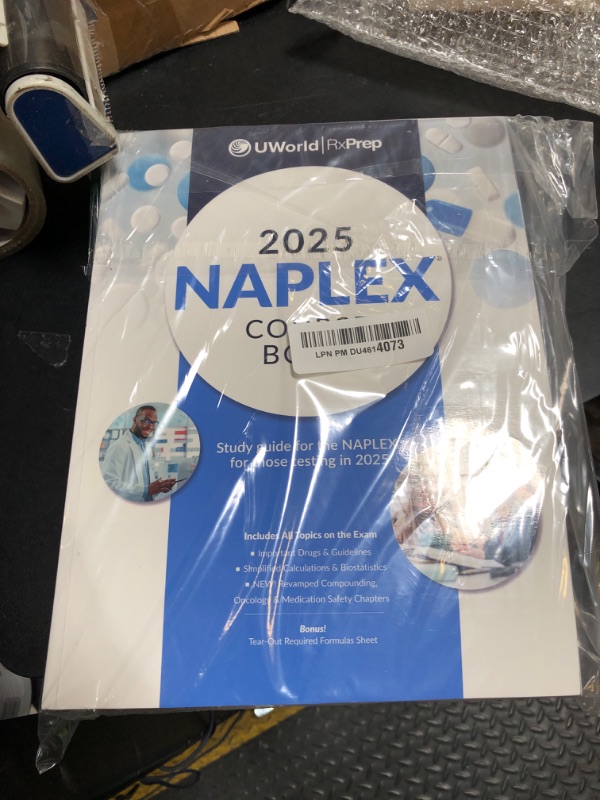 UWorld | RxPrep
2025
NAPLEX®
CO
BO
LPN PM DU4614073
Study guide for the NAPLEX
for those testing in 2025
Includes All Topics on the Exam
▪ Important Drugs & Guidelines
▪ Simplified Calculations & Biostatistics
▪ NEW! Revamped Compounding,
Oncology & Medication Safety Chapters
Bonus!
Tear-Out Required Formulas Sheet